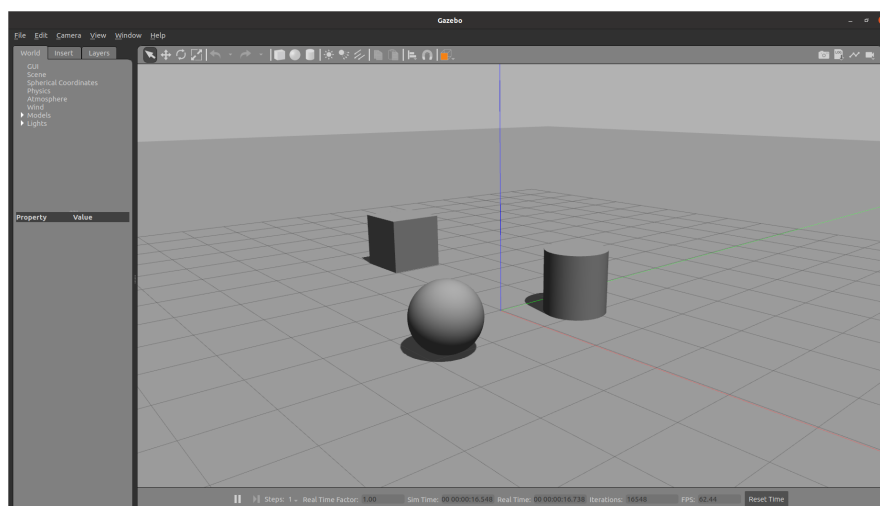 Gazebo
File Edit Camera View Window Help
World Insert Layers
GUI
Scene
Spherical Coordinates
Physics
Atmosphere
Wind
Models
Lights
Property Value
Steps: 1 Real Time Factor: 1.00 Sim Time: 00 00:00:16.548 Real Time: 00 00:00:16.738 Iterations: 16548 FPS: 62.44 Reset Time